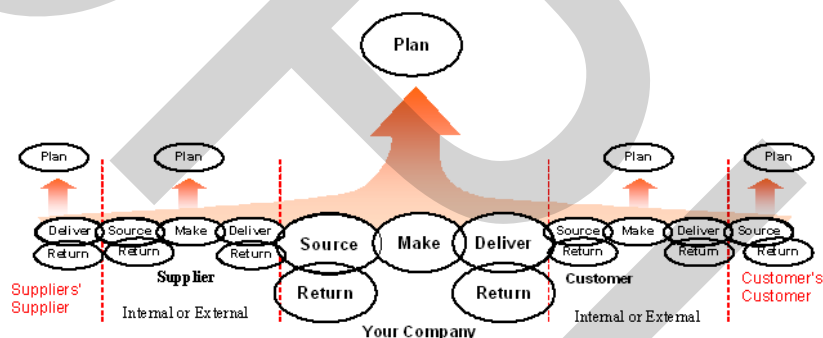 Plan
Plan Plan Plan Plan
Deliver Source Make Deliver Source Make Deliver Source Make Deliver Source
Return Return Return Return Return Return Return Return
Supplier Customer
Suppliers' Supplier
Customer's Customer
Internal or External Internal or External
Your Company